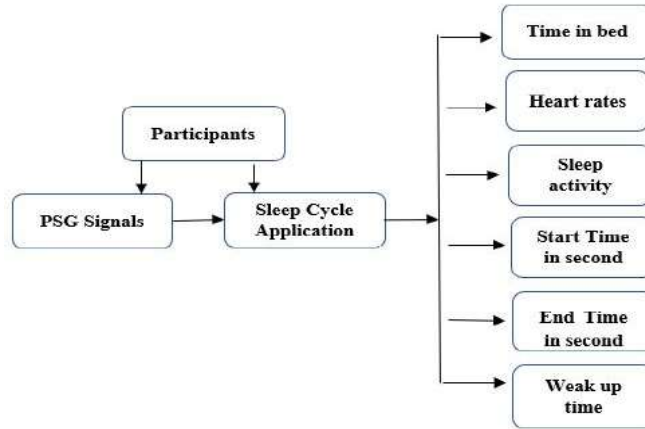 Time in bed
Heart rates
Participants
Sleep
activity
PSG Signals
Sleep Cycle
Application
Start Time
in second
End Time
in second
Weak up
time